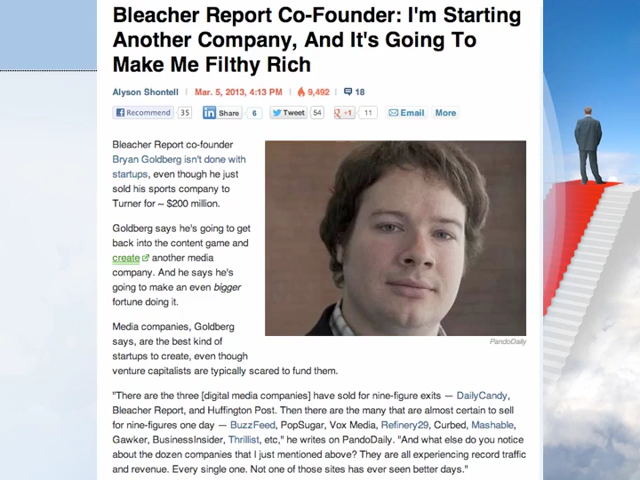 Bleacher Report Co-Founder: I'm Starting
Another Company, And It's Going To
Make Me Filthy Rich
Alyson Shontell | Mar. 5, 2013, 4:13 PM | 9,492 | 18
Recommend 35 Share 6 Tweet 54 +1 11 Email More
Bleacher Report co-founder
Bryan Goldberg isn't done with
startups, even though he just
sold his sports company to
Turner for ~ $200 million.
Goldberg says he's going to get
back into the content game and
create another media
company. And he says he's
going to make an even bigger
fortune doing it.
PandoDaily
Media companies, Goldberg
says, are the best kind of
startups to create, even though
venture capitalists are typically scared to fund them.
"There are the three [digital media companies] have sold for nine-figure exits — DailyCandy,
Bleacher Report, and Huffington Post. Then there are the many that are almost certain to sell
for nine-figures one day — BuzzFeed, PopSugar, Vox Media, Refinery29, Curbed, Mashable,
Gawker, BusinessInsider, Thrillist, etc," he writes on PandoDaily. "And what else do you notice
about the dozen companies that I just mentioned above? They are all experiencing record traffic
and revenue. Every single one. Not one of those sites has ever seen better days."